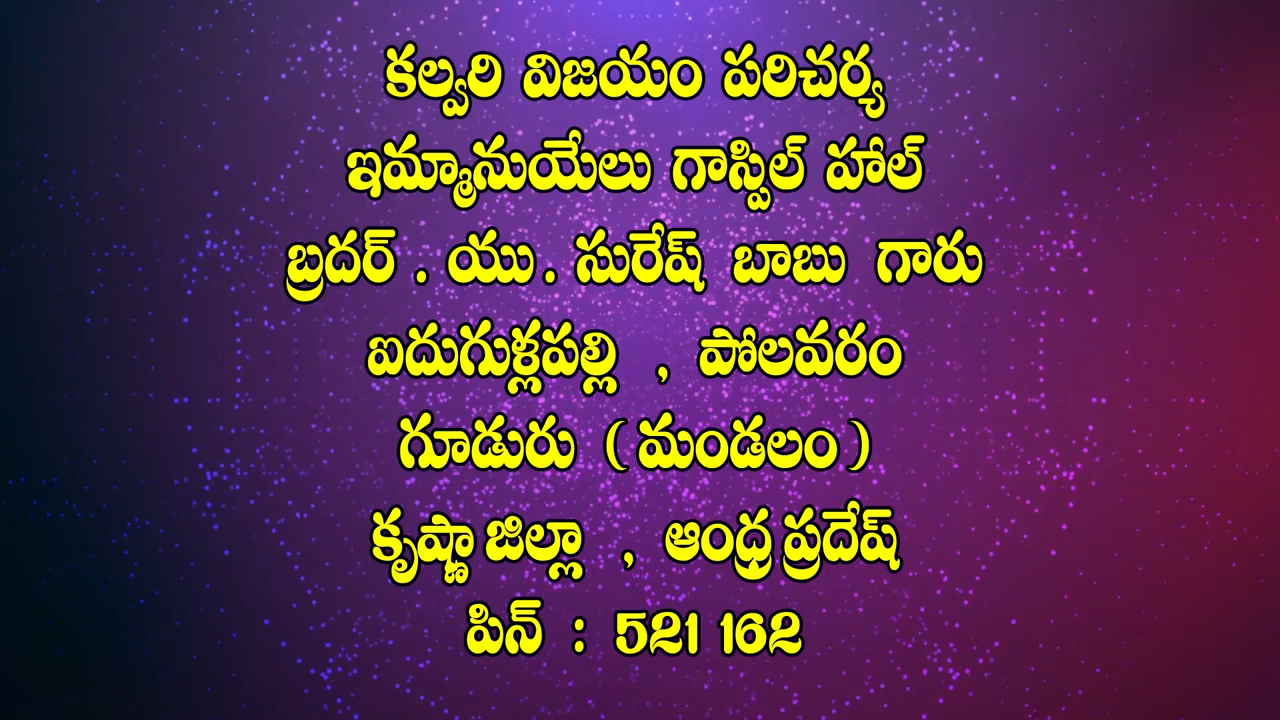 కల్వరి విజయం పరిచర్య
ఇమ్మానుయేలు గాస్పిల్ హాల్
బ్రదర్ . యు . సురేష్ బాబు గారు
ఐదుగుళ్లపల్లి , పోలవరం
గూడురు ( మండలం )
కృష్ణా జిల్లా , ఆంధ్ర ప్రదేష్
పిన్ : 521 162